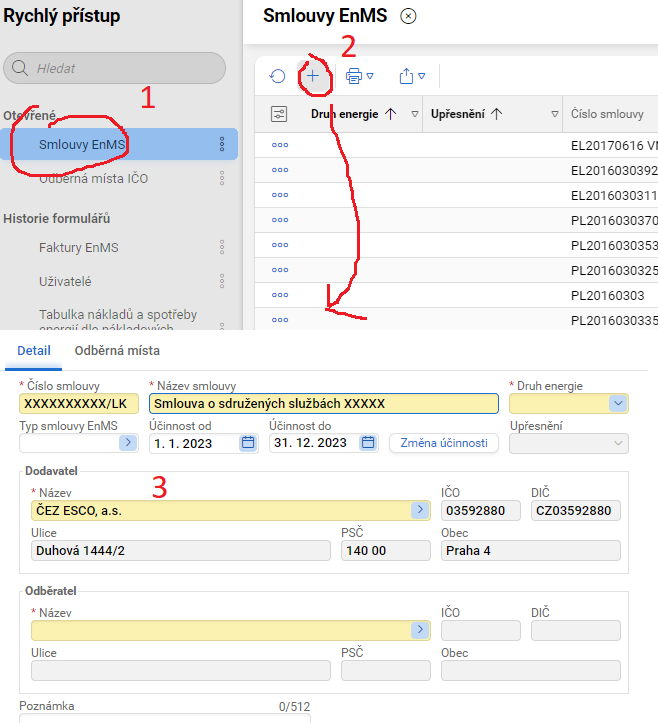 Rychlý přístup
Smlouvy EnMS
2
Hledat
1
Otevřené
Smlouvy EnMS
Odběrná místa IČO
Historie formulářů
Faktury EnMS
Uživatelé
Tabulka nákladů a spotřeby
energií dle nákladových
Druh energie
Upřesnění
Číslo smlouvy
EL20170616 V
EL2016030392
EL2016030311
PL2016030370
PL2016030353
PL2016030325
PL20160303
PL2016030335
Detail
Odběrná místa
* Číslo smlouvy
* Název smlouvy
* Druh energie
XXXXXXXXXX/LK
Smlouva o sdružených službách XXXXX
Typ smlouvy EnMS
Účinnost od
Účinnost do
Upřesnění
1. 1. 2023
31. 12. 2023
Změna účinnosti
Dodavatel
3
* Název
IČO
DIČ
ČEZ ESCO, a.s.
03592880
CZ03592880
Ulice
PSČ
Obec
Duhová 1444/2
140 00
Praha 4
Odběratel
* Název
IČO
DIČ
Ulice
PSČ
Obec
Poznámka
0/512